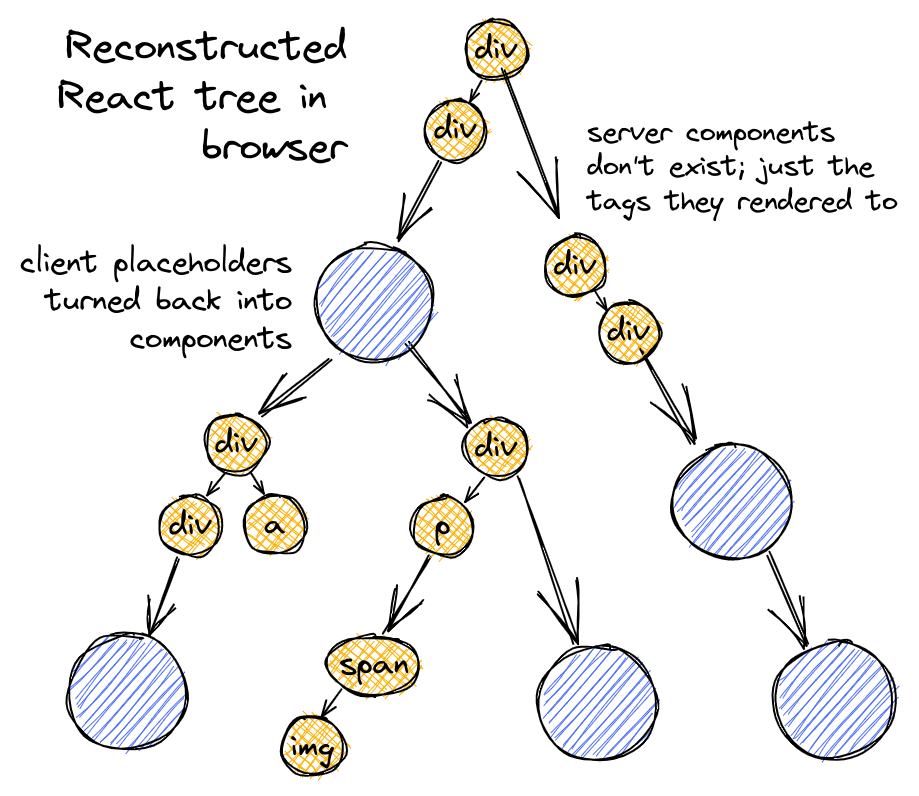 Reconstructed
React tree in
browser
div
div
server components
don't exist; just the
tags they rendered to
client placeholders
turned back into
components
div
div
div
div
div
a
p
span
img